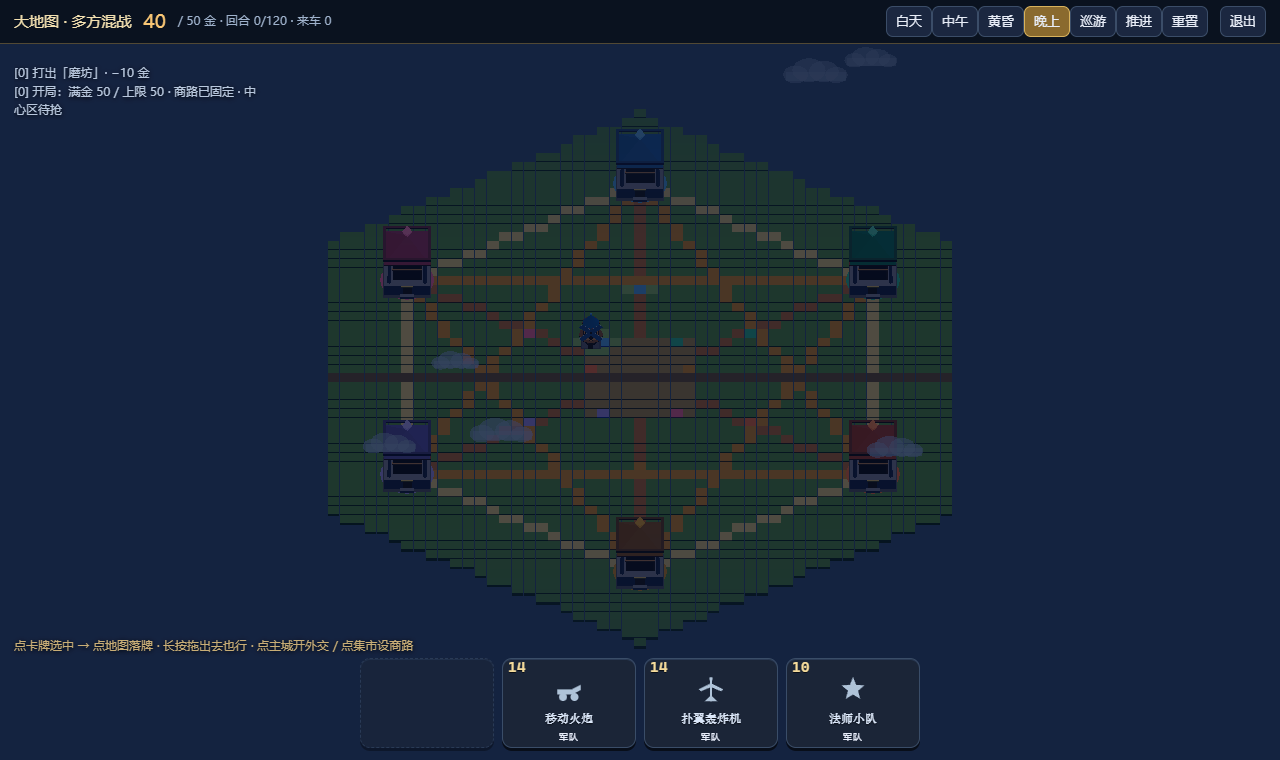 大地图 · 多方混战 40 / 50 金 · 回合 0/120 · 来车 0
白天 中午 黄昏 晚上 巡游 推进 重置 退出
[0] 打出「磨坊」· −10 金
[0] 开局：满金 50 / 上限 50 · 商路已固定 · 中
心区待抢
点卡牌选中 → 点地图落牌 · 长按拖出去也行 · 点主城开外交 / 点集市设商路
14 14 10
移动火炮 扑翼轰炸机 法师小队
军队 军队 军队